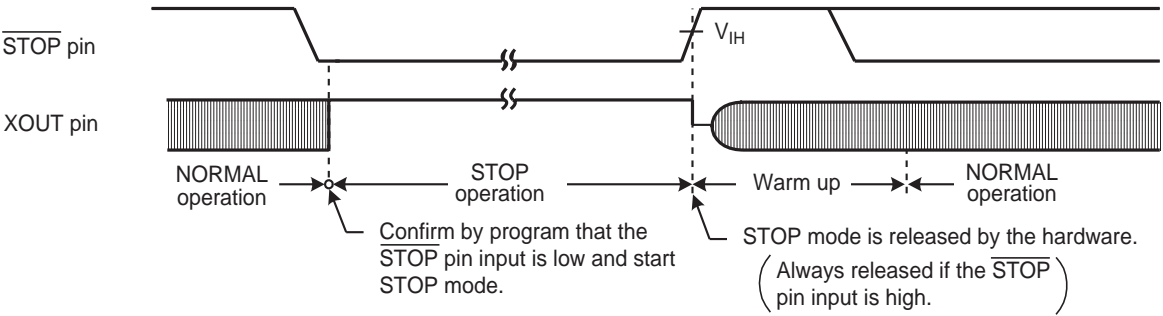 STOP pin
VIH
XOUT pin
NORMAL
operation
STOP
operation
Warm up
NORMAL
operation
Confirm by program that the
STOP pin input is low and start
STOP mode.
STOP mode is released by the hardware.
Always released if the STOP
pin input is high.